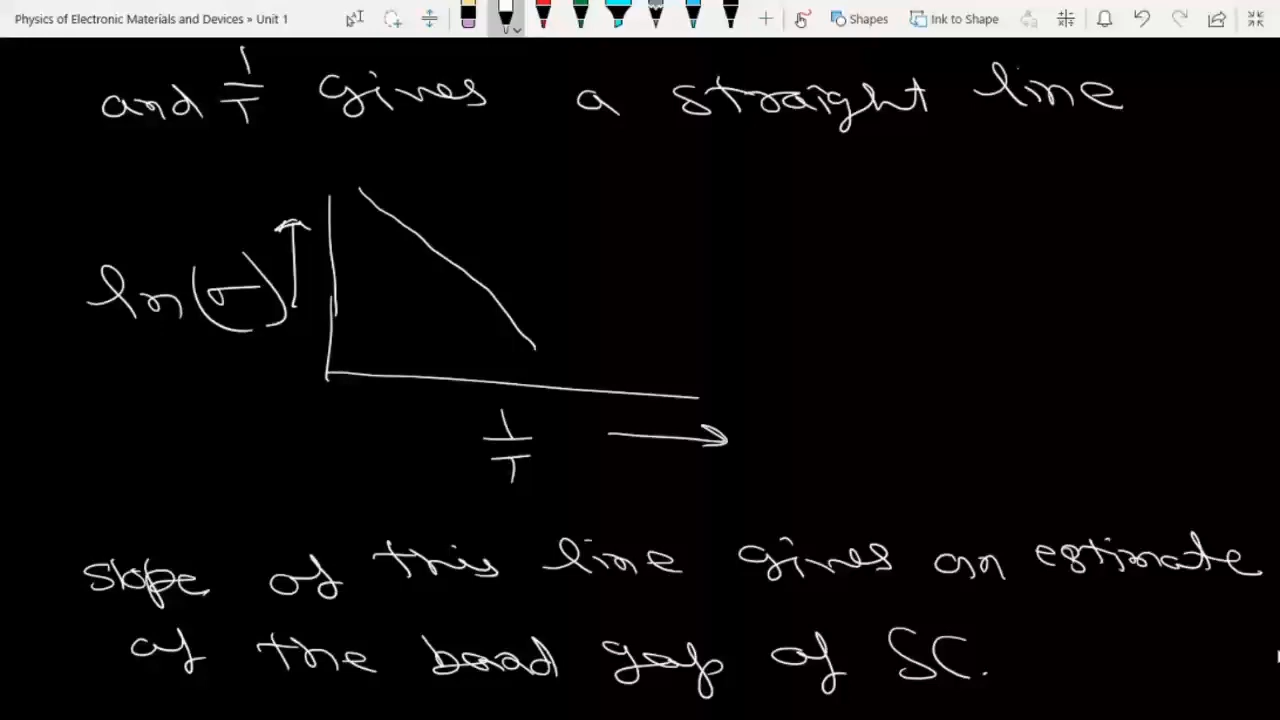 Physics of Electronic Materials and Devices » Unit 1
Shapes
Ink to Shape
and 1/T gives a straight line
ln(σ)
1/T
slope of this line gives an estimate
of the band gap of SC.